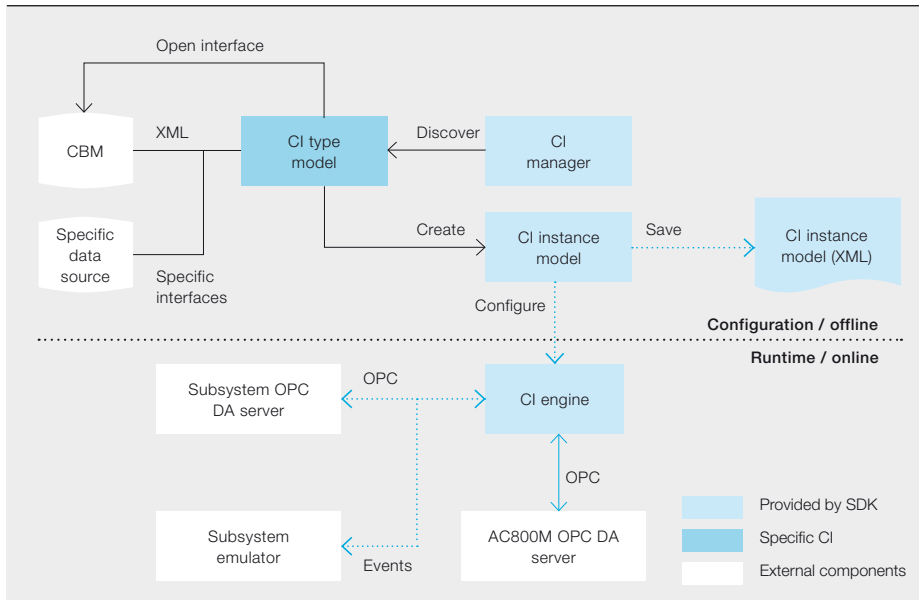 Open interface
CBM
XML
CI type
model
Discover
CI
manager
Specific
data
source
Specific
interfaces
Create
CI instance
model
Save
CI instance
model (XML)
Configure
Configuration / offline
Runtime / online
Subsystem OPC
DA server
OPC
CI engine
OPC
Subsystem
emulator
Events
AC800M OPC DA
server
Provided by SDK
Specific CI
External components